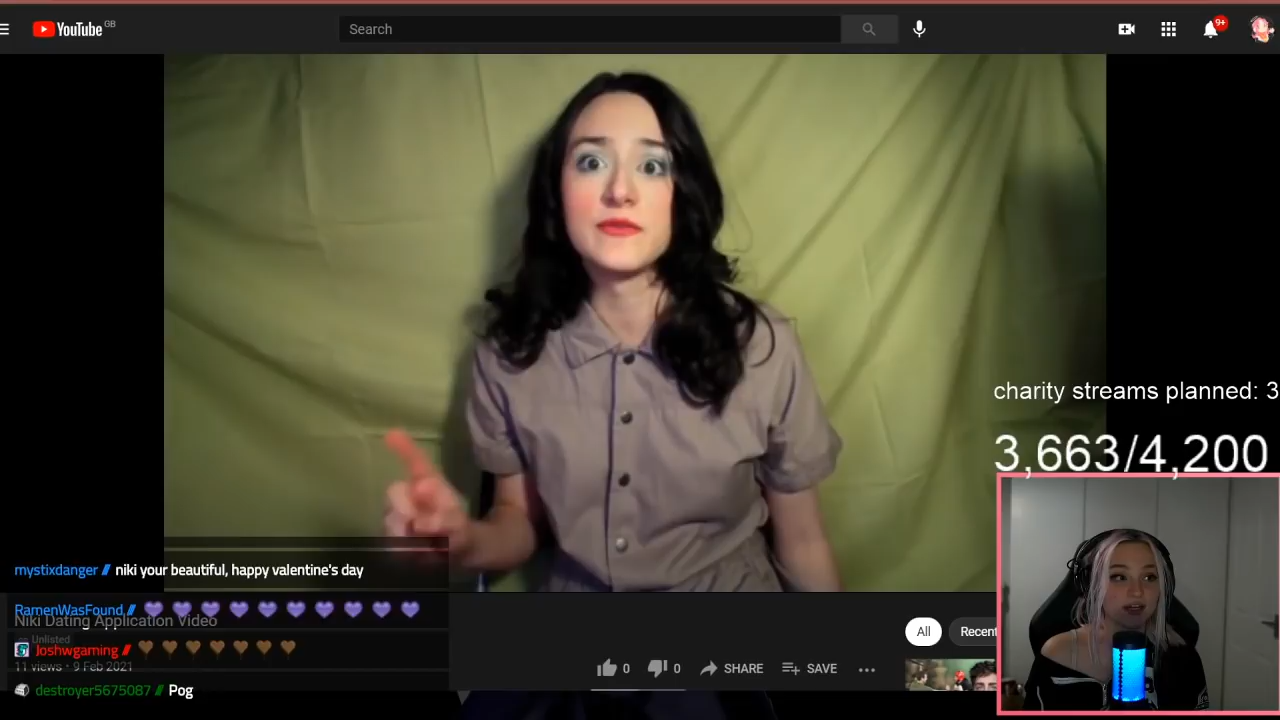 YouTube GB
Search
9+
charity streams planned: 3
3,663/4,200
mystixdanger // niki your beautiful, happy valentine's day
RamenWasFound //
Niki Dating Application Video
Unlisted
Joshwgaming //
11 views • 9 Feb 2021
destroyer5675087 // Pog
All
Recent
0
0
SHARE
SAVE